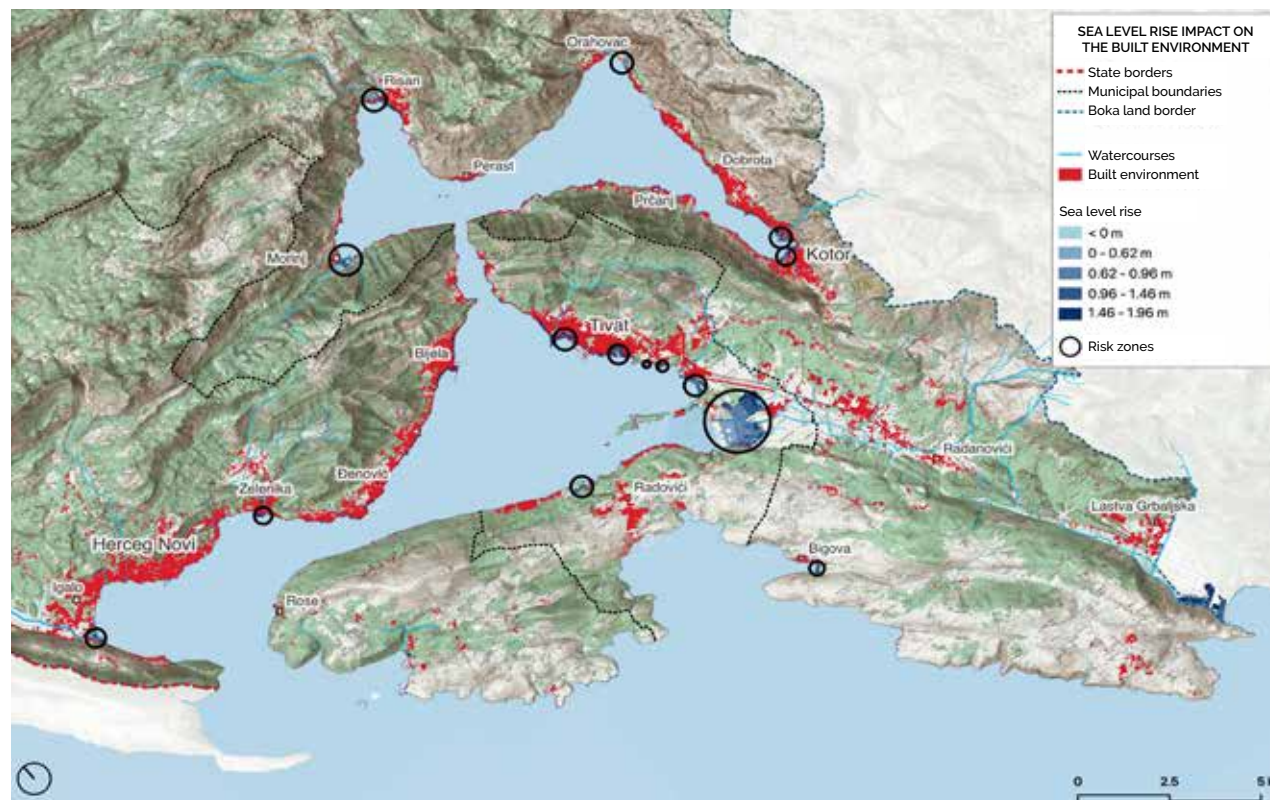 SEA LEVEL RISE IMPACT ON
THE BUILT ENVIRONMENT
State borders
Municipal boundaries
Boka land border
Watercourses
Built environment
Sea level rise
< 0 m
0 - 0.62 m
0.62 - 0.96 m
0.96 - 1.46 m
1.46 - 1.96 m
Risk zones
Orahovac
Risan
Perast
Dobrota
Prčanj
Kotor
Morinj
Tivat
Bijela
Radanovići
Đenovići
Zelenika
Radovići
Lastva Grbaljska
Herceg Novi
Bigova
Igalo
Rose
0 2.5 5